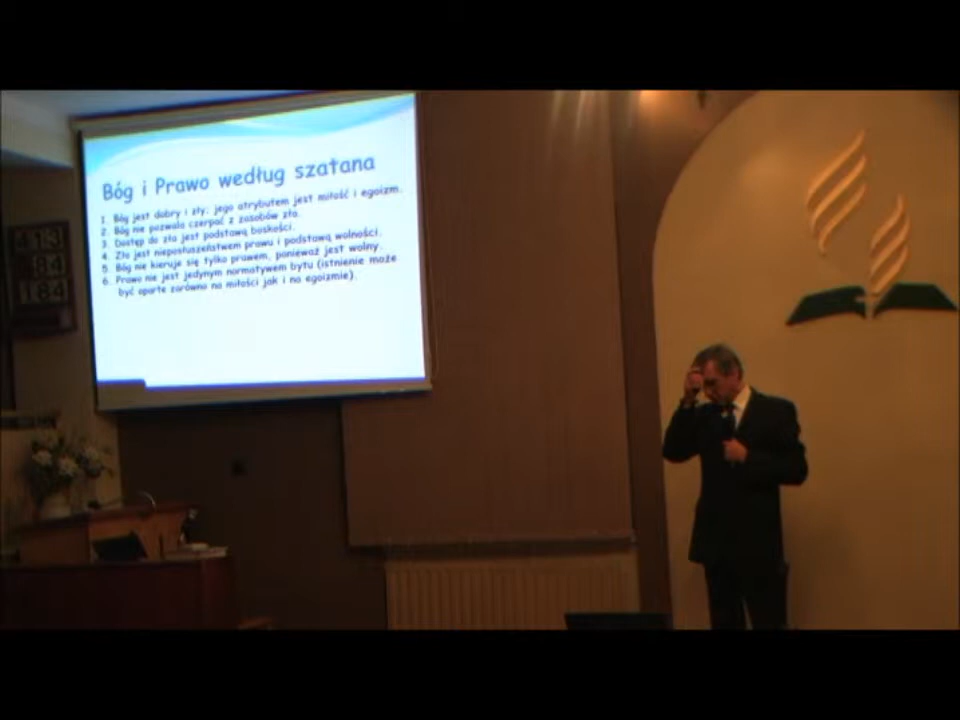 Bóg i Prawo według szatana
1. Bóg jest dobry i zły; jego atrybutem jest miłość i egoizm.
2. Bóg nie pozwala czerpać z zasobów zła.
3. Dostęp do zła jest podstawą boskości.
4. Zło jest nieposłuszeństwem prawu i podstawą wolności.
5. Bóg nie kieruje się tylko prawem, ponieważ jest wolny.
6. Prawo nie jest jedynym normatywem bytu (istnienie może
być oparte zarówno na miłości jak i na egoizmie).
413
84
184